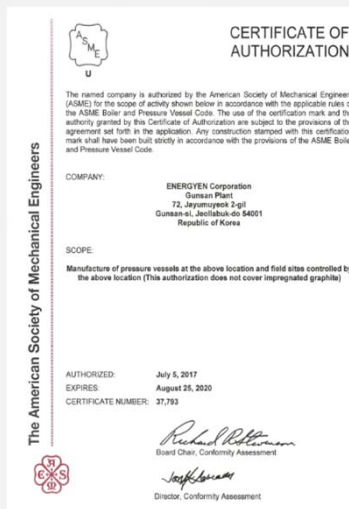 CERTIFICATE OF
AUTHORIZATION
ASME
U
The named company is authorized by the American Society of Mechanical Engineer
(ASME) for the scope of activity shown below in accordance with the applicable rules o
the ASME Boiler and Pressure Vessel Code. The use of the certification mark and th
authority granted by this Certificate of Authorization are subject to the provisions of th
agreement set forth in the application. Any construction stamped with this certification
mark shall have been built strictly in accordance with the provisions of the ASME Boile
and Pressure Vessel Code.
COMPANY:
ENERGYEN Corporation
Gunsan Plant
72, Jayumuyeok 2-gil
Gunsan-si, Jeollabuk-do 54001
Republic of Korea
SCOPE:
Manufacture of pressure vessels at the above location and field sites controlled by
the above location (This authorization does not cover impregnated graphite)
AUTHORIZED: July 5, 2017
EXPIRES: August 25, 2020
CERTIFICATE NUMBER: 37,793
Board Chair, Conformity Assessment
Director, Conformity Assessment
The American Society of Mechanical Engineers